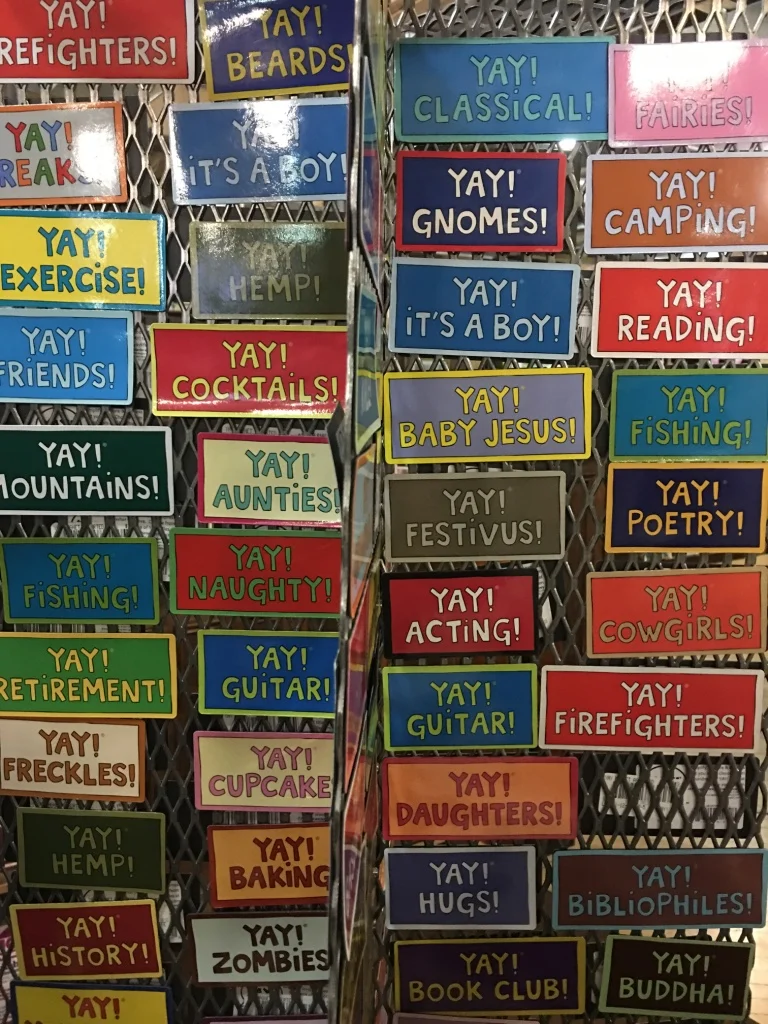 YAY!
REFiGHTERS!
YAY!
BEARDS!
YAY!
REAKS
YAY!
iT'S A BOY!
YAY!
EXERCiSE!
YAY!
HEMP!
YAY!
FRiENDS!
YAY!
COCKTAiLS!
YAY!
MOUNTAiNS!
YAY!
AUNTiES!
YAY!
FiSHiNG!
YAY!
NAUGHTY!
YAY!
RETiREMENT!
YAY!
GUiTAR!
YAY!
FRECKLES!
YAY!
CUPCAKE
YAY!
HEMP!
YAY!
BAKiNG
YAY!
HiSTORY!
YAY!
ZOMBiES
YAY!
YAY!
CLASSiCAL!
YAY!
FAiRiES!
YAY!
GNOMES!
YAY!
CAMPiNG!
YAY!
iT'S A BOY!
YAY!
READiNG!
YAY!
BABY JESUS!
YAY!
FiSHiNG!
YAY!
FESTiVUS!
YAY!
POETRY!
YAY!
ACTiNG!
YAY!
COWGiRLS!
YAY!
GUiTAR!
YAY!
FiREFiGHTERS!
YAY!
DAUGHTERS!
YAY!
HUGS!
YAY!
BiBLiOPHiLES!
YAY!
BOOK CLUB!
YAY!
BUDDHA!